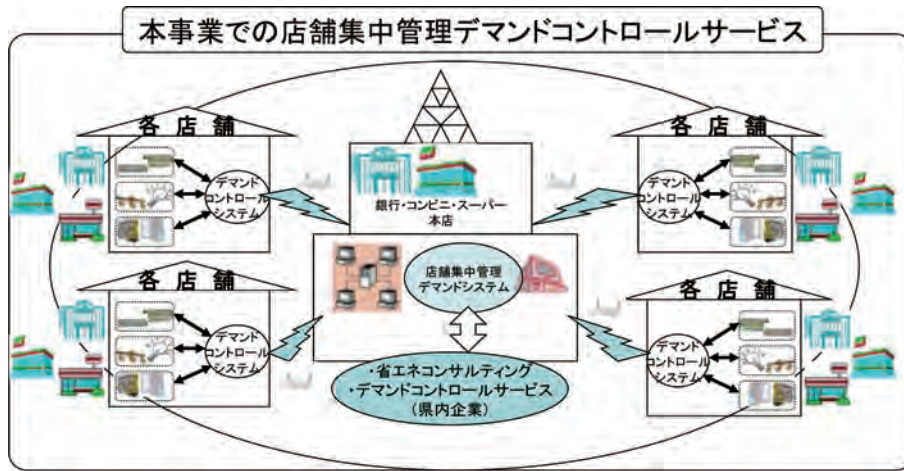 本事業での店舗集中管理デマンドコントロールサービス
各店舗
デマンド
コントロール
システム
銀行・コンビニ・スーパー
本店
各店舗
デマンド
コントロール
システム
店舗集中管理
デマンドシステム
各店舗
デマンド
コントロール
システム
各店舗
デマンド
コントロール
システム
・省エネコンサルティング
・デマンドコントロールサービス
(県内企業)